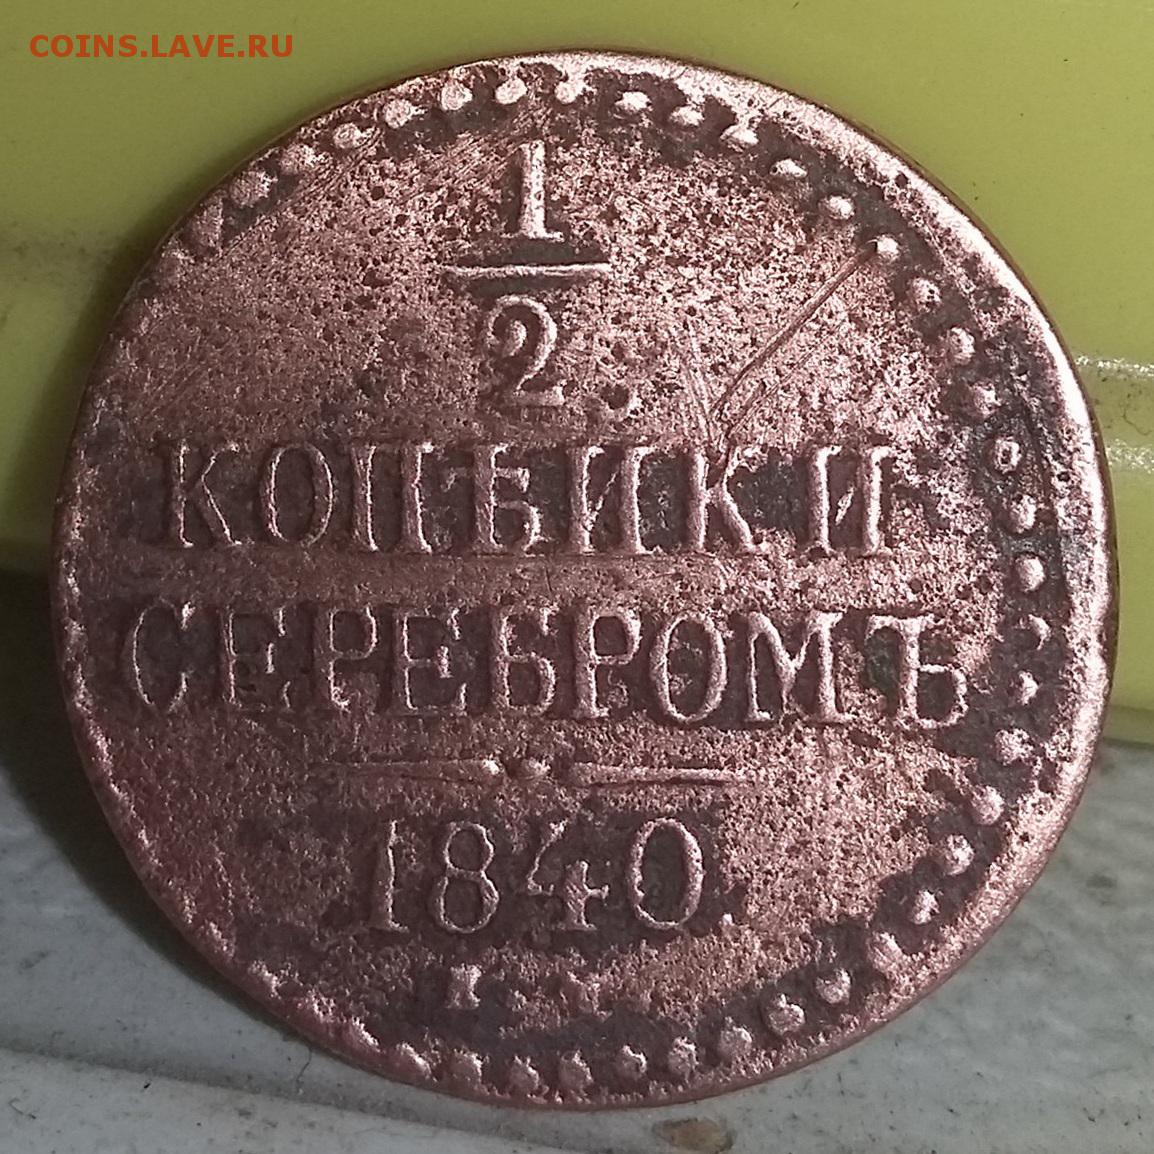 COINS.LAVE.RU
1
2
КОПѢЙКИ
СЕРЕБРОМЪ
1840.